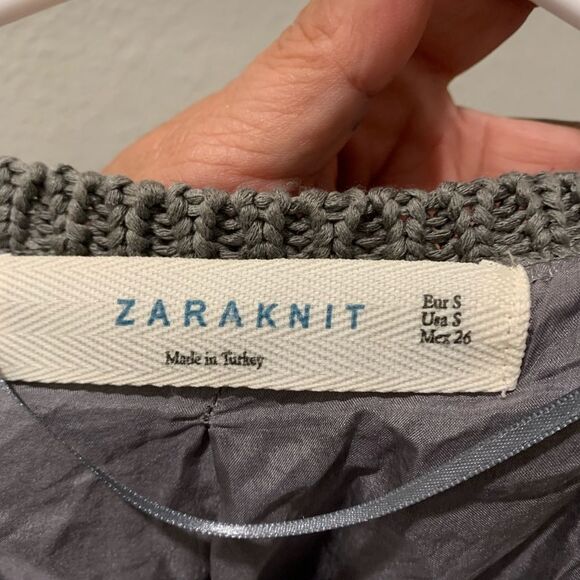 ZARAKNIT
Made in Turkey
Eur S
Usa S
Mex 26